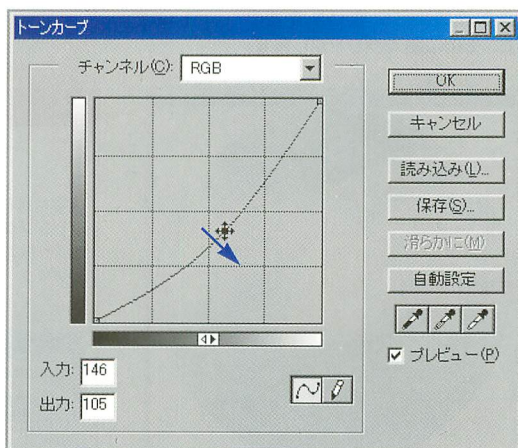 トーンカーブ
チャンネル(C): RGB
OK
キャンセル
読み込み(L)...
保存(S)...
滑らかに(M)
自動設定
プレビュー(P)
入力: 146
出力: 105